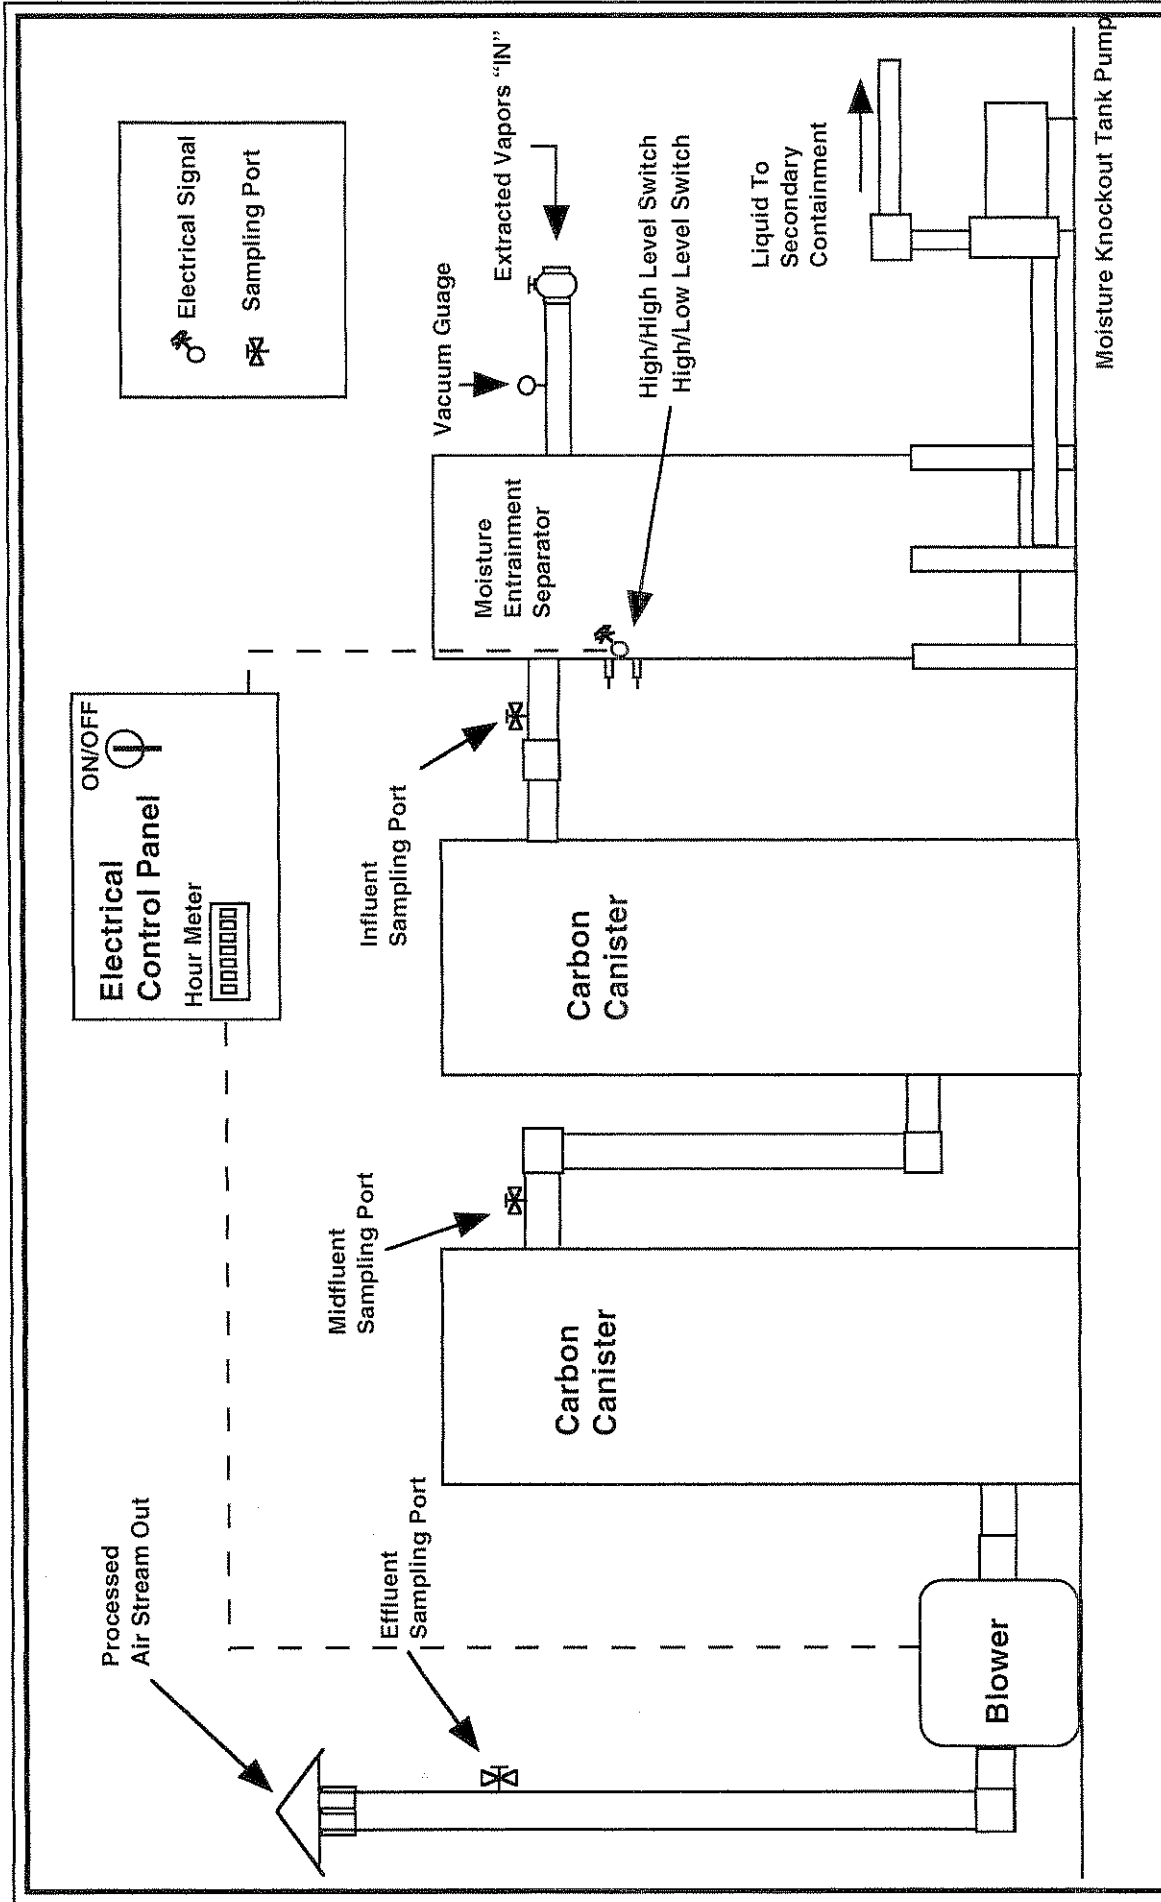 Processed
Air Stream Out
Effluent
Sampling Port
Blower
Midfluent
Sampling Port
Carbon
Canister
Electrical
Control Panel
ON/OFF
Hour Meter
Influent
Sampling Port
Carbon
Canister
Moisture
Entrainment
Separator
Vacuum Guage
Extracted Vapors “IN”
High/High Level Switch
High/Low Level Switch
Electrical Signal
Sampling Port
Liquid To
Secondary
Containment
Moisture Knockout Tank Pump